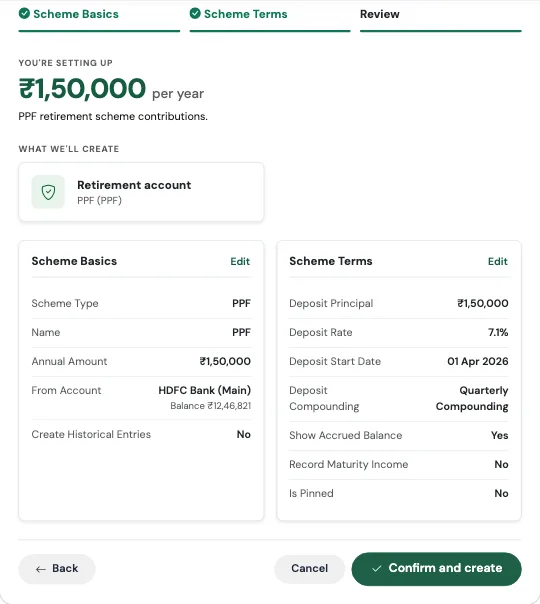 Scheme Basics
Scheme Terms
Review
YOU'RE SETTING UP
₹1,50,000 per year
PPF retirement scheme contributions.
WHAT WE'LL CREATE
Retirement account
PPF (PPF)
Scheme Basics Edit
Scheme Type PPF
Name PPF
Annual Amount ₹1,50,000
From Account HDFC Bank (Main)
Balance ₹12,46,821
Create Historical Entries No
Scheme Terms Edit
Deposit Principal ₹1,50,000
Deposit Rate 7.1%
Deposit Start Date 01 Apr 2026
Deposit Quarterly
Compounding Compounding
Show Accrued Balance Yes
Record Maturity Income No
Is Pinned No
← Back
Cancel
Confirm and create